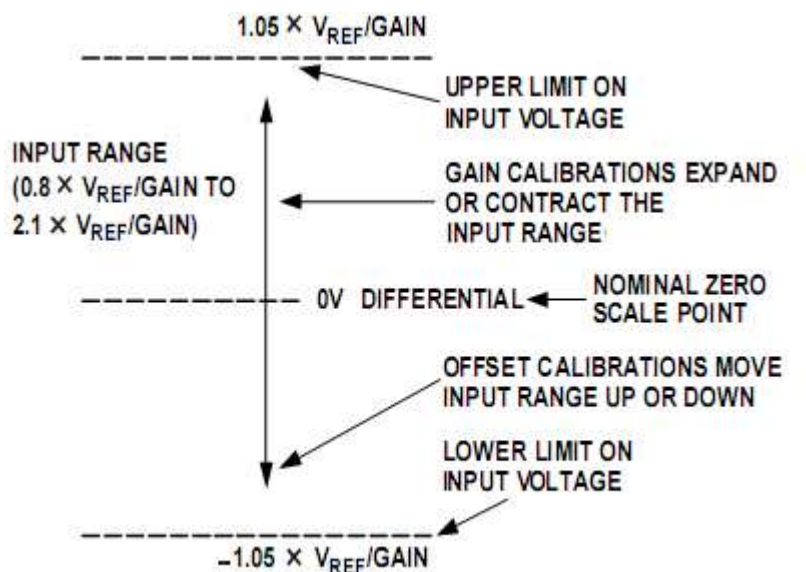 1.05 × VREF/GAIN
UPPER LIMIT ON
INPUT VOLTAGE
INPUT RANGE
(0.8 × VREF/GAIN TO
2.1 × VREF/GAIN)
GAIN CALIBRATIONS EXPAND
OR CONTRACT THE
INPUT RANGE
0V DIFFERENTIAL
NOMINAL ZERO
SCALE POINT
OFFSET CALIBRATIONS MOVE
INPUT RANGE UP OR DOWN
LOWER LIMIT ON
INPUT VOLTAGE
–1.05 × VREF/GAIN